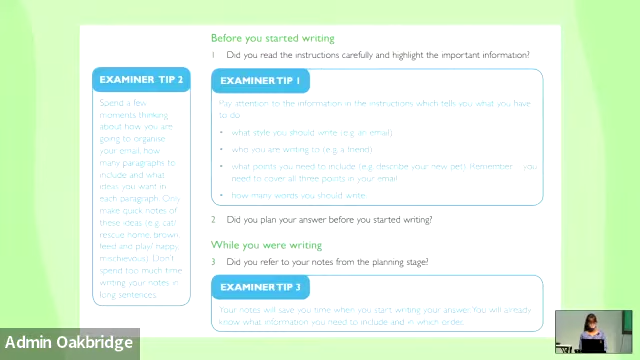 Before you started writing
1 Did you read the instructions carefully and highlight the important information?
EXAMINER TIP 1
Pay attention to the information in the instructions which tells you what you have
to do:
• what style you should write (e.g. an email)
• who you are writing to (e.g. a friend)
• what points you need to include (e.g. describe your new pet). Remember – you
need to cover all three points in your email.
• how many words you should write.
2 Did you plan your answer before you started writing?
EXAMINER TIP 2
Spend a few
moments thinking
about how you are
going to organise
your email: how
many paragraphs to
include and what
ideas you want in
each paragraph. Only
make quick notes of
these ideas (e.g. cat/
rescue home, brown,
feed and play/ happy,
mischievous). Don't
spend too much time
writing your notes in
long sentences.
While you were writing
3 Did you refer to your notes from the planning stage?
EXAMINER TIP 3
Your notes will save you time when you start writing your answer. You will already
know what information you need to include and in which order.
Admin Oakbridge